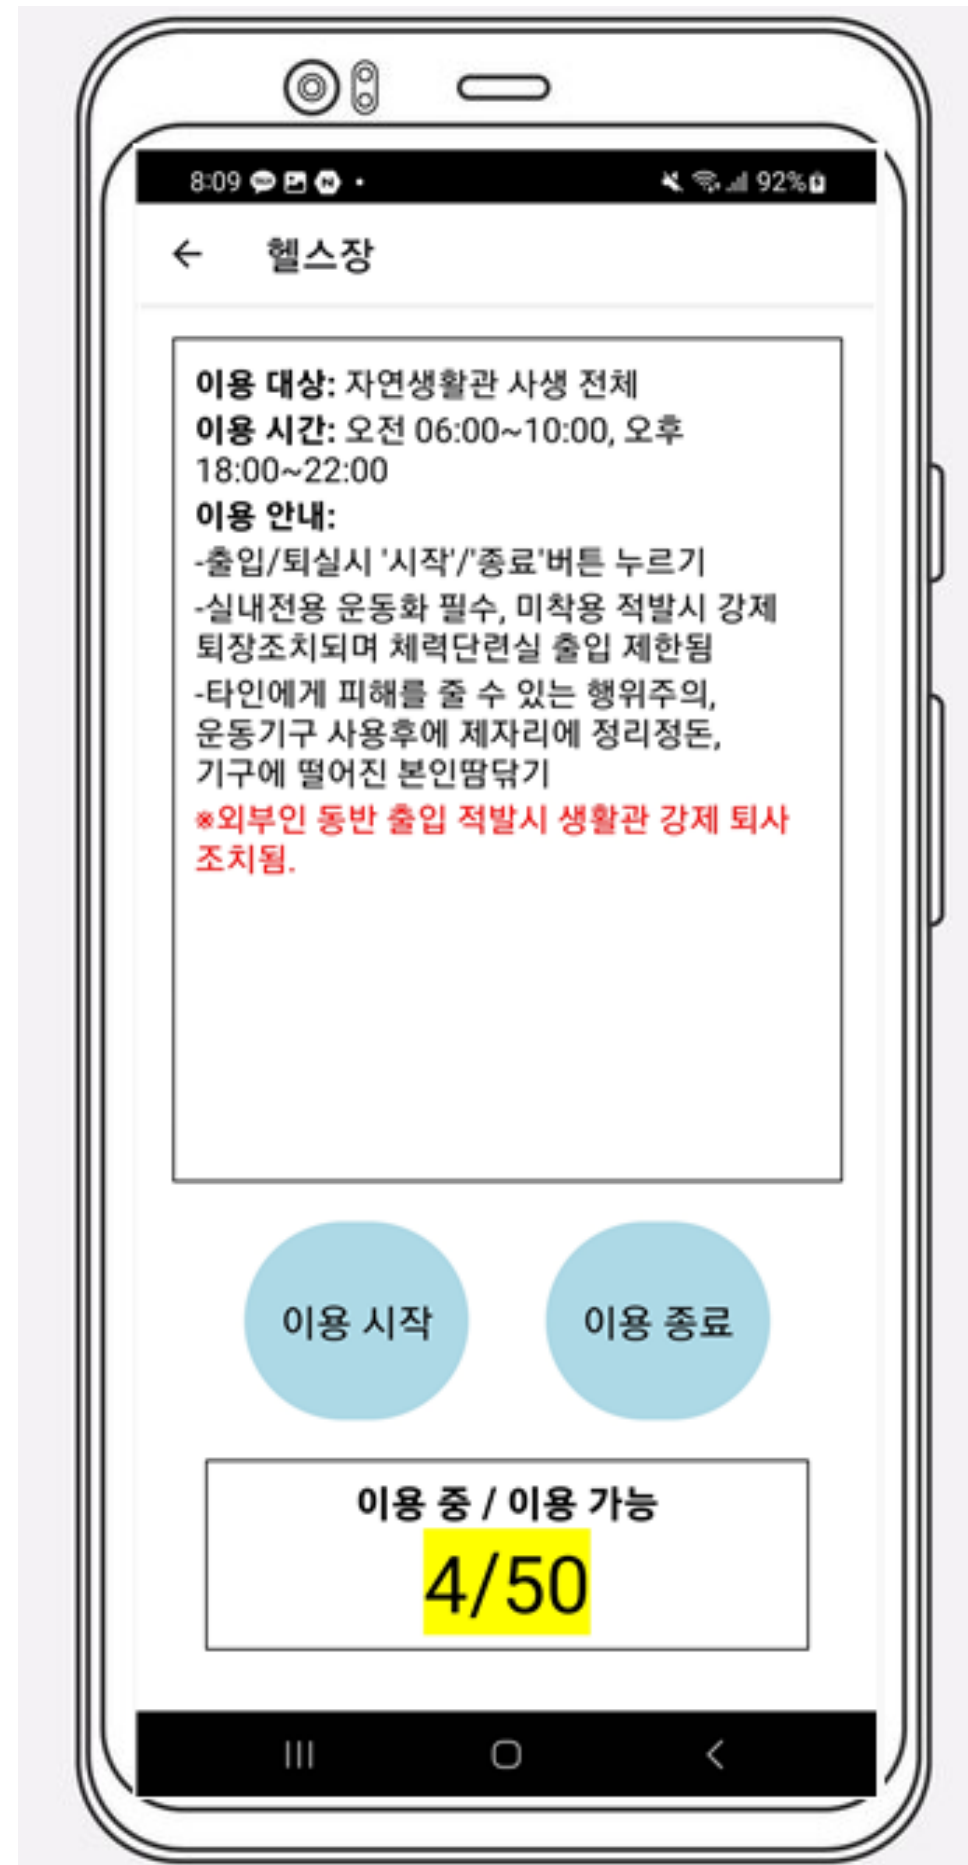 8:09
92%
헬스장
이용 대상: 자연생활관 사생 전체
이용 시간: 오전 06:00~10:00, 오후
18:00~22:00
이용 안내:
-출입/퇴실시 '시작'/'종료'버튼 누르기
-실내전용 운동화 필수, 미착용 적발시 강제
퇴장조치되며 체력단련실 출입 제한됨
-타인에게 피해를 줄 수 있는 행위주의,
운동기구 사용후에 제자리에 정리정돈,
기구에 떨어진 본인땀닦기
※외부인 동반 출입 적발시 생활관 강제 퇴사
조치됨.
이용 시작
이용 종료
이용 중 / 이용 가능
4/50